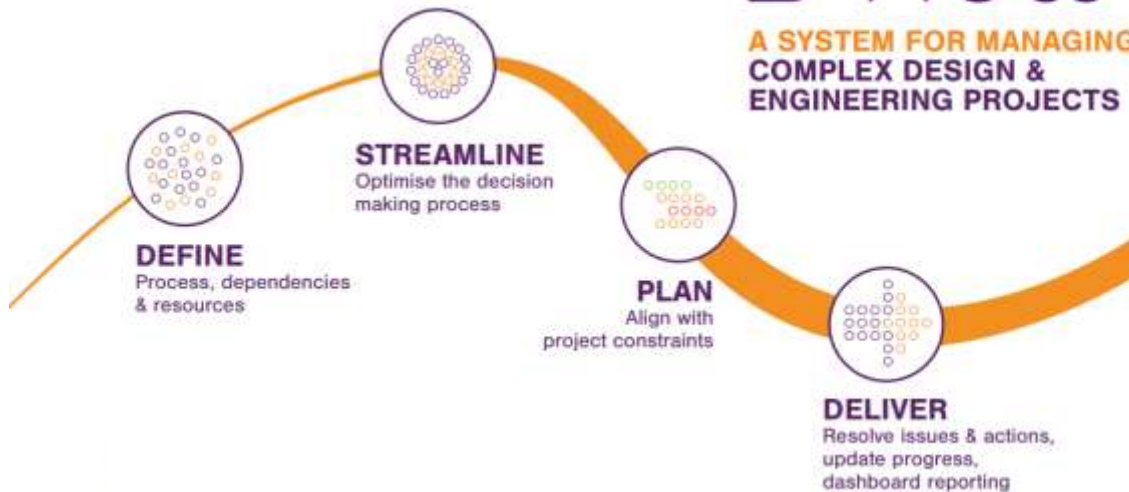 A SYSTEM FOR MANAGING
COMPLEX DESIGN &
ENGINEERING PROJECTS
STREAMLINE
Optimise the decision
making process
DEFINE
Process, dependencies
& resources
PLAN
Align with
project constraints
DELIVER
Resolve issues & actions,
update progress,
dashboard reporting